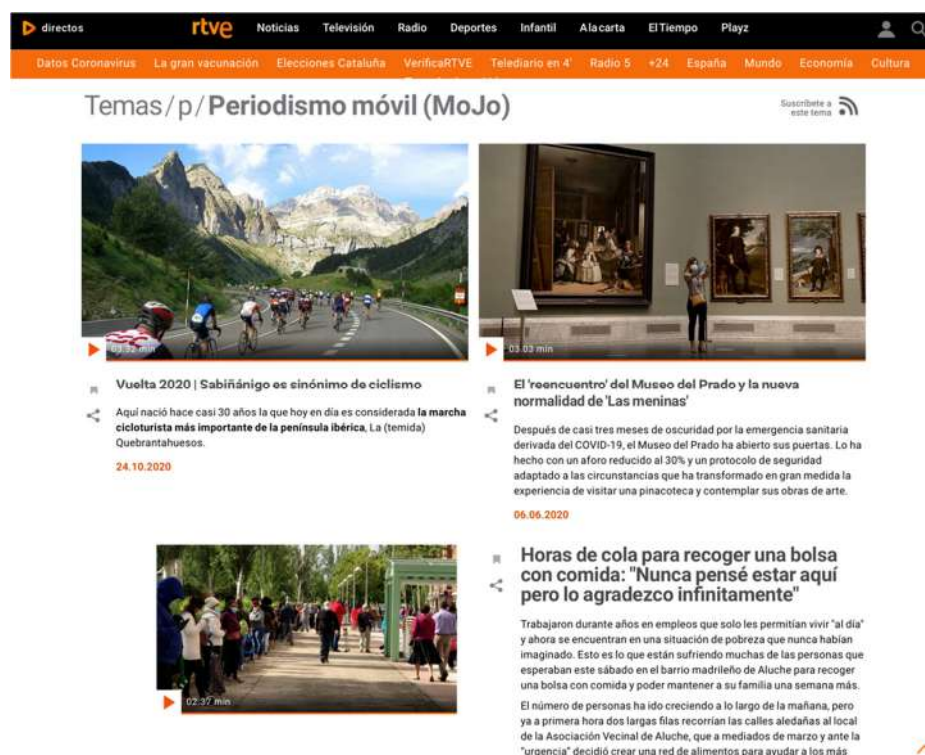 directos
rtve
Noticias Televisión Radio Deportes Infantil Alacarta ElTiempo Playz
Datos Coronavirus La gran vacunación Elecciones Cataluña VerificaRTVE Telediario en 4' Radio 5 +24 España Mundo Economía Cultura
Temas/p/Periodismo móvil (MoJo)
Suscríbete a
este tema
03:32 min
03:03 min
Vuelta 2020 | Sabiñánigo es sinónimo de ciclismo
Aquí nació hace casi 30 años la que hoy en día es considerada la marcha
cicloturista más importante de la península ibérica, La (temida)
Quebrantahuesos.
24.10.2020
El 'reencuentro' del Museo del Prado y la nueva
normalidad de 'Las meninas'
Después de casi tres meses de oscuridad por la emergencia sanitaria
derivada del COVID-19, el Museo del Prado ha abierto sus puertas. Lo ha
hecho con un aforo reducido al 30% y un protocolo de seguridad
adaptado a las circunstancias que ha transformado en gran medida la
experiencia de visitar una pinacoteca y contemplar sus obras de arte.
06.06.2020
02:37 min
Horas de cola para recoger una bolsa
con comida: "Nunca pensé estar aquí
pero lo agradezco infinitamente"
Trabajaron durante años en empleos que solo les permitían vivir "al día"
y ahora se encuentran en una situación de pobreza que nunca habían
imaginado. Esto es lo que están sufriendo muchas de las personas que
esperaban este sábado en el barrio madrileño de Aluche para recoger
una bolsa con comida y poder mantener a su familia una semana más.
El número de personas ha ido creciendo a lo largo de la mañana, pero
ya a primera hora dos largas filas recorrían las calles aledañas al local
de la Asociación Vecinal de Aluche, que a mediados de marzo y ante la
"urgencia" decidió crear una red de alimentos para ayudar a los más